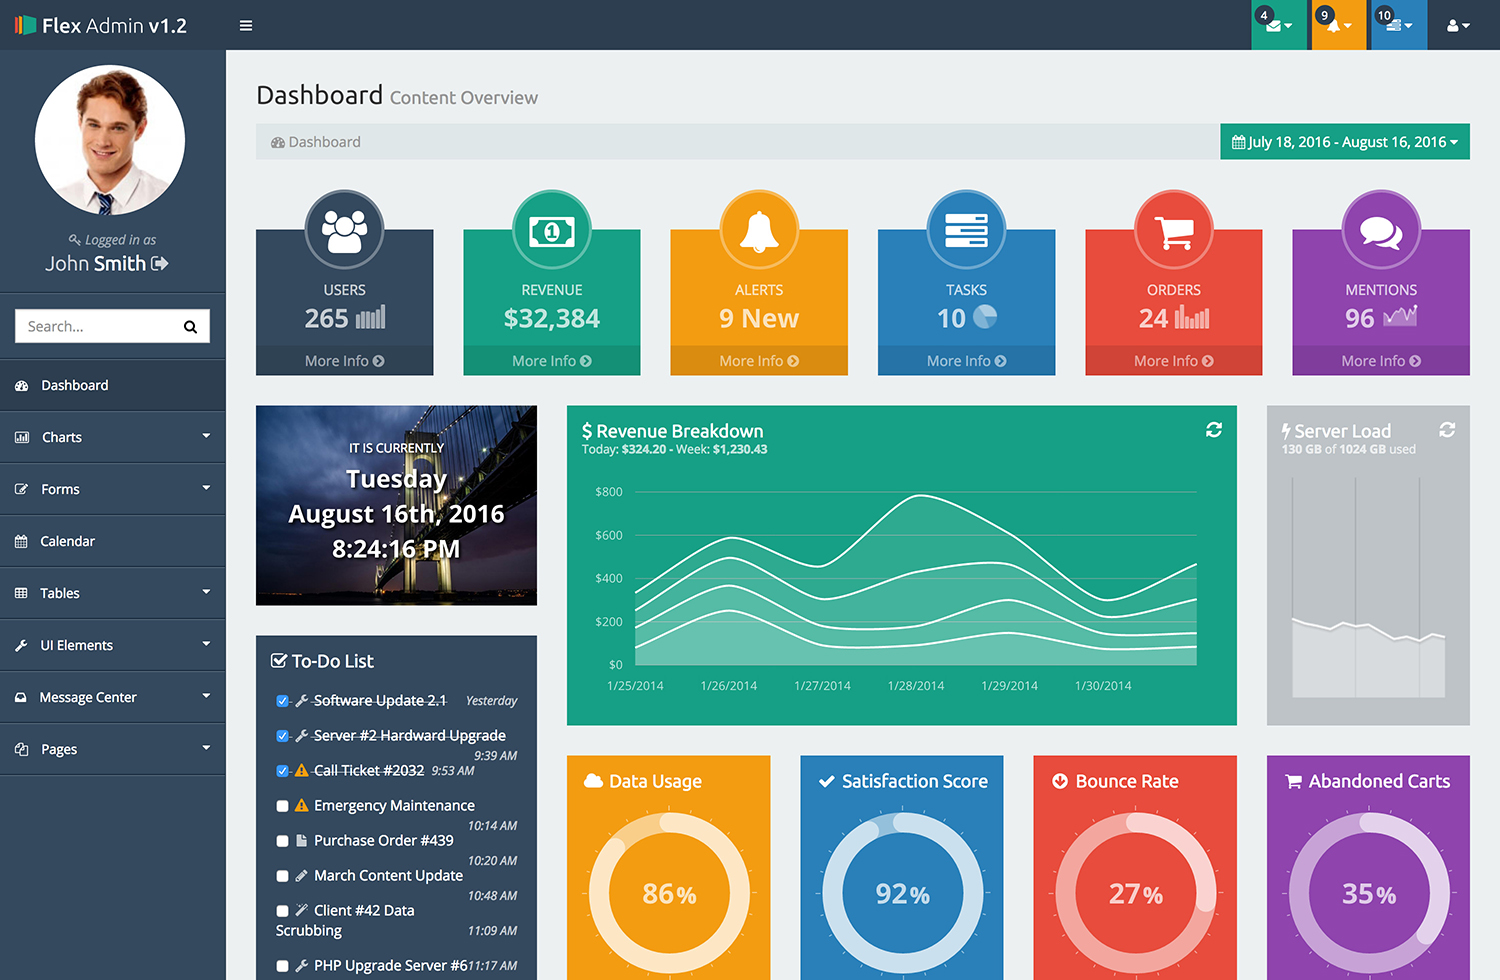 Flex Admin v1.2
4
9
10
Logged in as
John Smith
Search...
Dashboard
Charts
Forms
Calendar
Tables
UI Elements
Message Center
Pages
Dashboard Content Overview
Dashboard
July 18, 2016 - August 16, 2016
USERS
265
More Info
1
REVENUE
$32,384
More Info
ALERTS
9 New
More Info
TASKS
10
More Info
ORDERS
24
More Info
MENTIONS
96
More Info
IT IS CURRENTLY
Tuesday
August 16th, 2016
8:24:16 PM
To-Do List
Software Update 2.1 Yesterday
Server #2 Hardward Upgrade
9:39 AM
Call Ticket #2032 9:53 AM
Emergency Maintenance
10:14 AM
Purchase Order #439
10:20 AM
March Content Update
10:48 AM
Client #42 Data
Scrubbing 11:09 AM
PHP Upgrade Server #6 11:17 AM
$ Revenue Breakdown
Today: $324.20 - Week: $1,230.43
$800
$600
$400
$200
$0
1/25/2014 1/26/2014 1/27/2014 1/28/2014 1/29/2014 1/30/2014
Server Load
130 GB of 1024 GB used
Data Usage
86%
Satisfaction Score
92%
Bounce Rate
27%
Abandoned Carts
35%